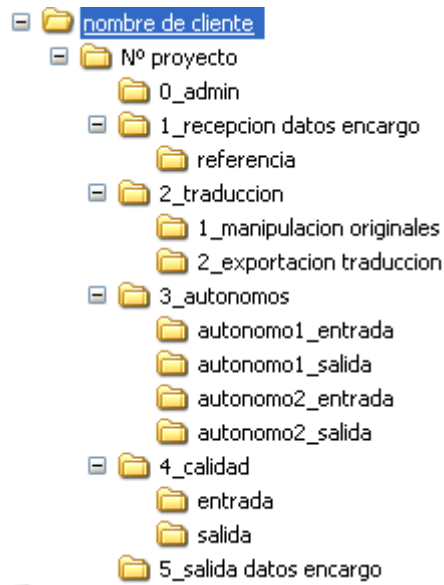 nombre de cliente
Nº proyecto
0_admin
1_recepcion datos encargo
referencia
2_traduccion
1_manipulacion originales
2_exportacion traduccion
3_autonomos
autonomo1_entrada
autonomo1_salida
autonomo2_entrada
autonomo2_salida
4_calidad
entrada
salida
5_salida datos encargo